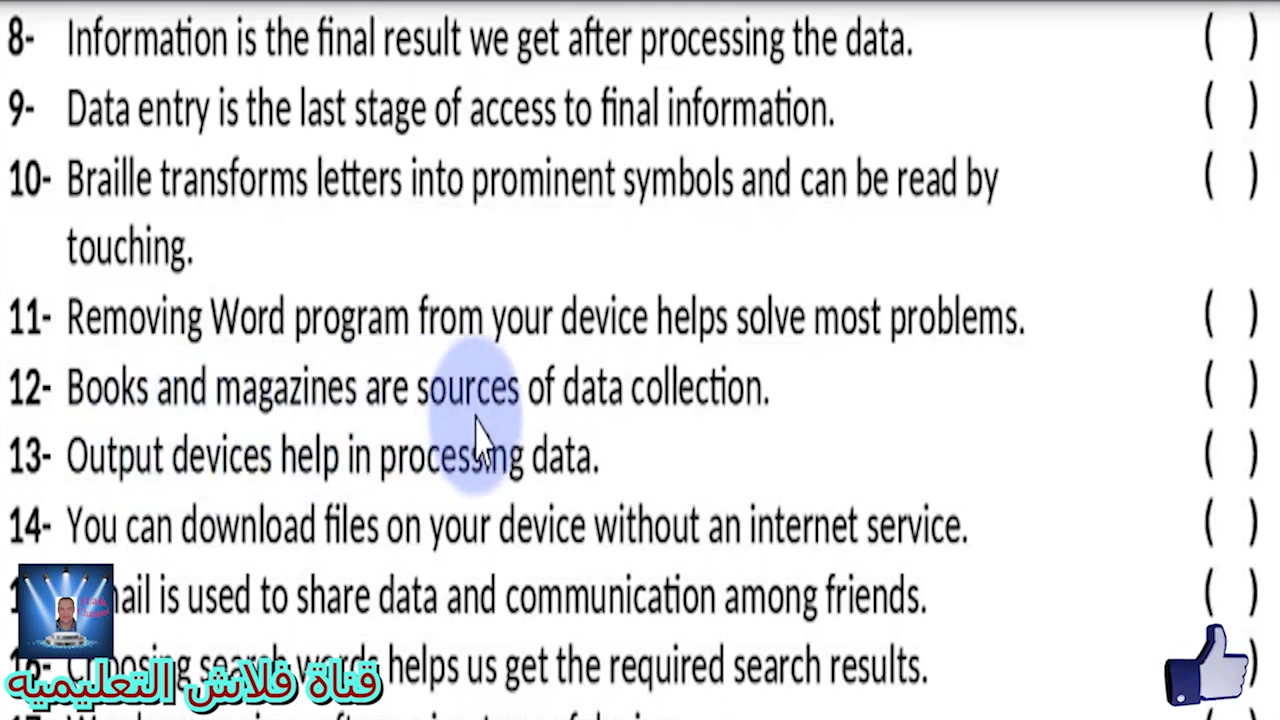 8- Information is the final result we get after processing the data. ( )
9- Data entry is the last stage of access to final information. ( )
10- Braille transforms letters into prominent symbols and can be read by ( )
touching.
11- Removing Word program from your device helps solve most problems. ( )
12- Books and magazines are sources of data collection. ( )
13- Output devices help in processing data. ( )
14- You can download files on your device without an internet service. ( )
is used to share data and communication among friends. ( )
16- Choosing search words helps us get the required search results. )
قناة فلاش التعليميه